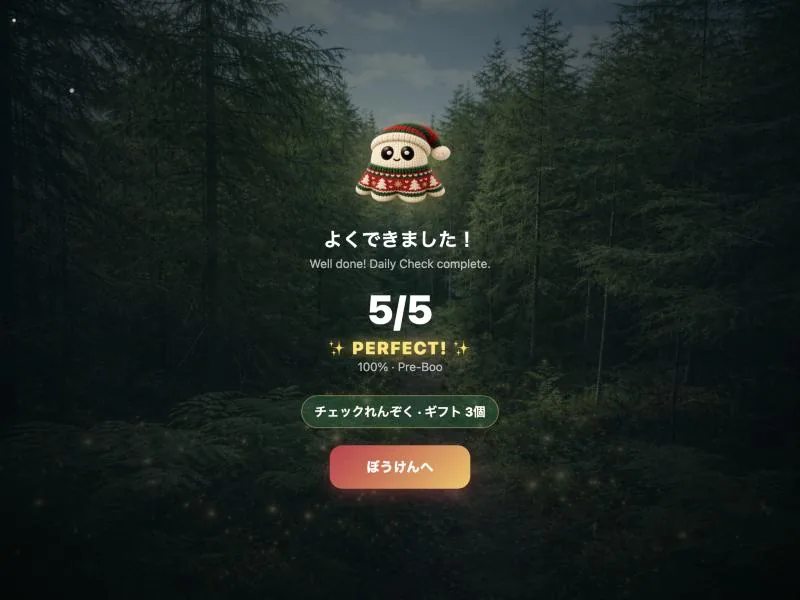 よくできました！
Well done! Daily Check complete.
5/5
✨ PERFECT! ✨
100% · Pre-Boo
チェックれんぞく · ギフト 3個
ぼうけんへ